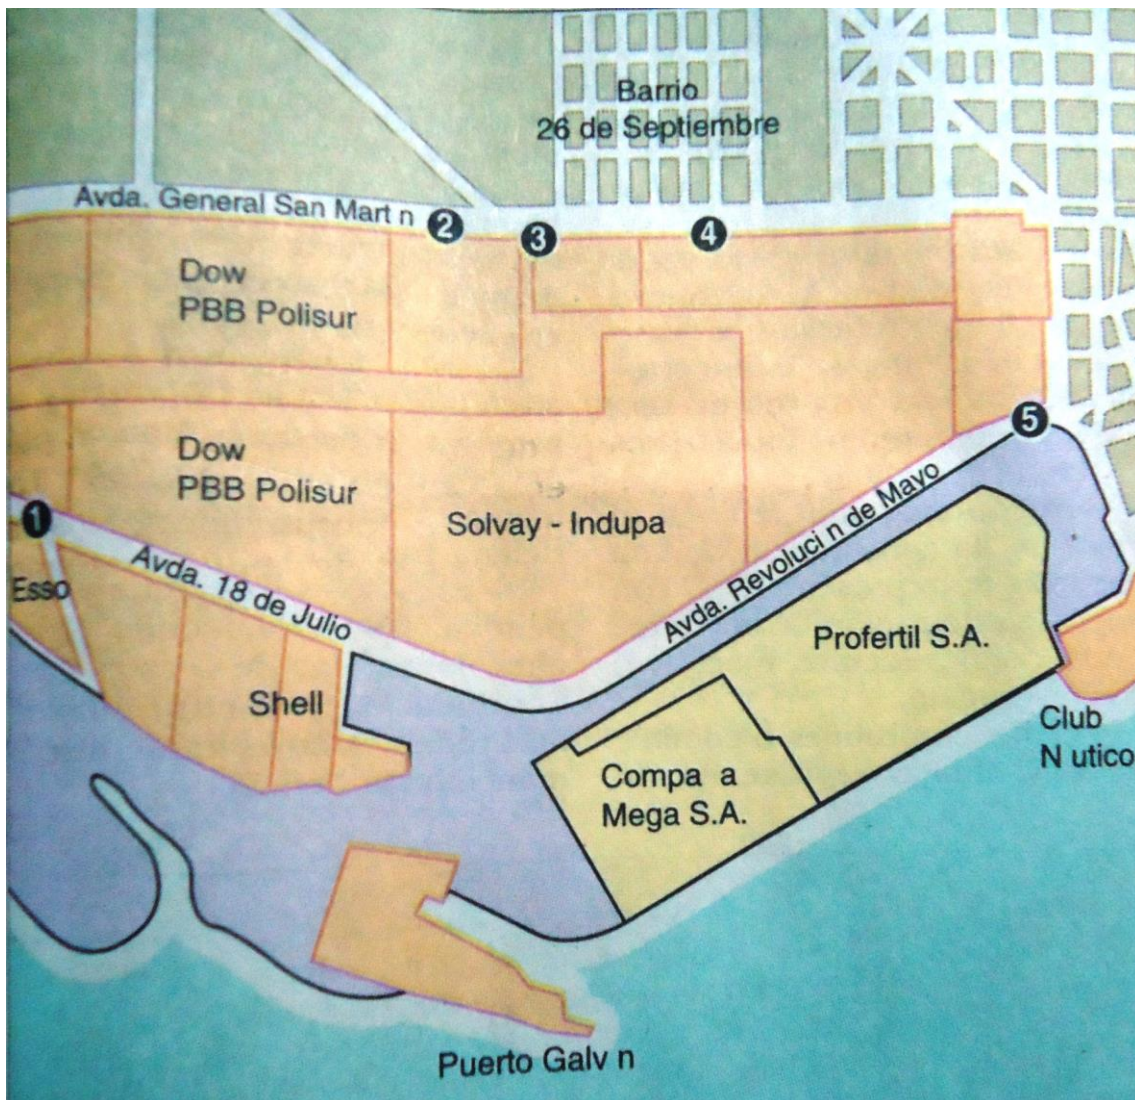 Barrio
26 de Septiembre
Avda. General San Mart n
2
3
4
Dow
PBB Polisur
5
Dow
PBB Polisur
1
Solvay - Indupa
Avda. Revoluci n de Mayo
Avda. 18 de Julio
Esso
Profertil S.A.
Shell
Club
N utico
Compa a
Mega S.A.
Puerto Galv n